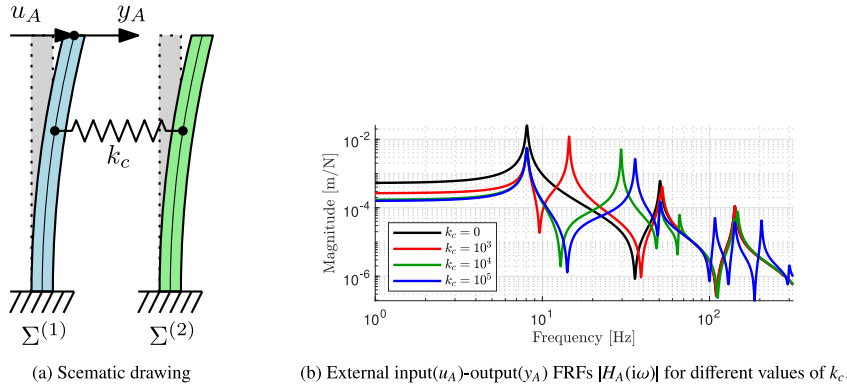 u_A y_A
k_c
Σ^(1) Σ^(2)
(a) Scematic drawing
Magnitude [m/N]
10^-2
10^-4
10^-6
k_c = 0
k_c = 10^3
k_c = 10^4
k_c = 10^5
10^0 10^1 10^2
Frequency [Hz]
(b) External input(u_A)-output(y_A) FRFs |H_A(iω)| for different values of k_c.